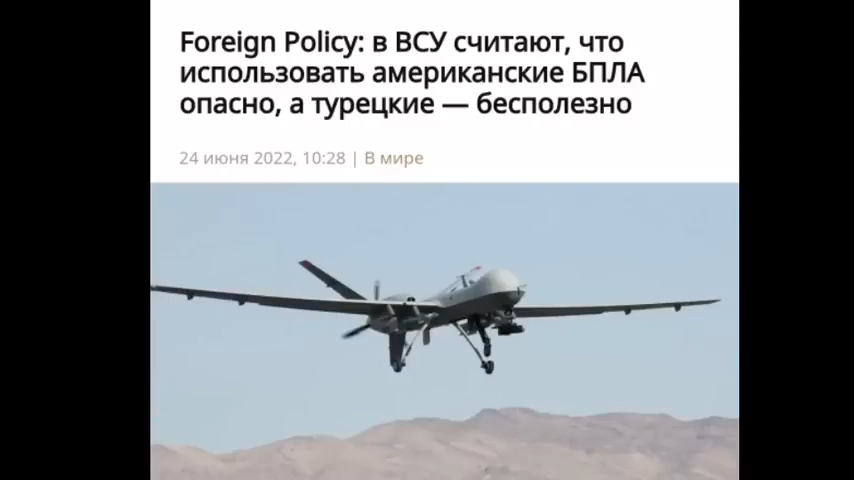 Foreign Policy: в ВСУ считают, что
использовать американские БПЛА
опасно, а турецкие — бесполезно
24 июня 2022, 10:28 | В мире